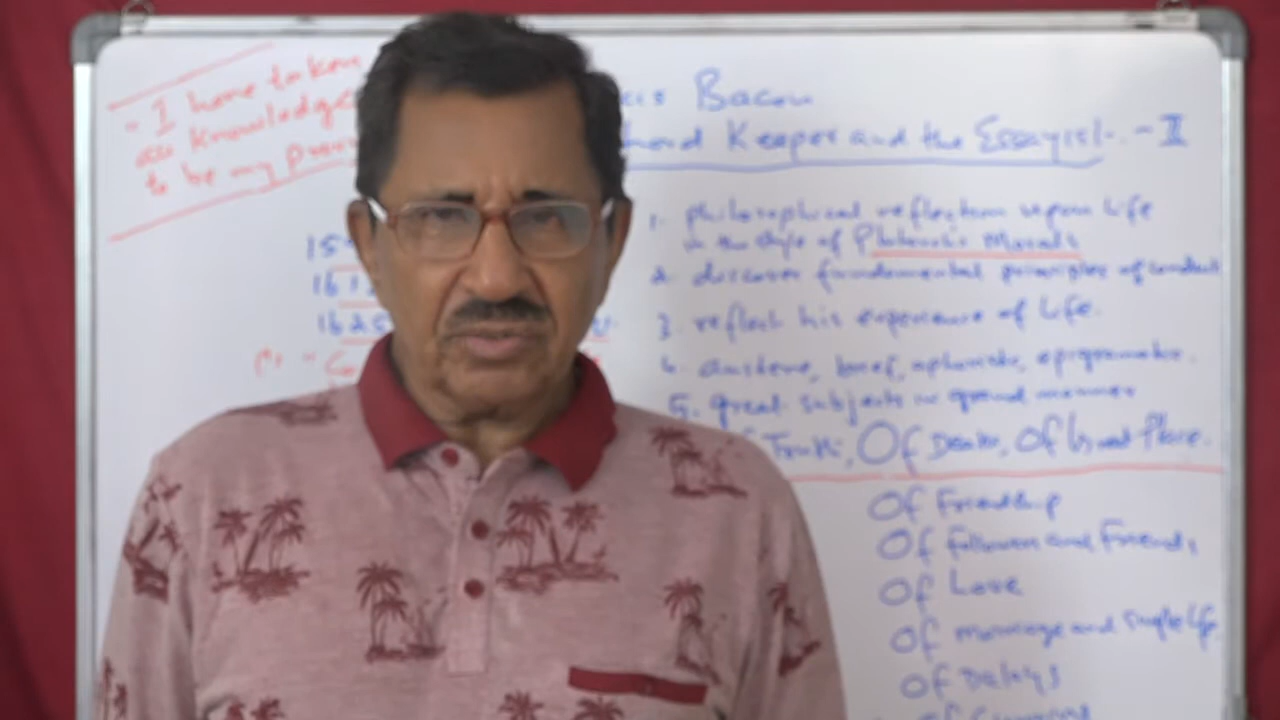 - I have taken
all knowledge
to be my prov
Bacon
Keeper and the Essayist - II
1. philosophical reflections upon life
in the style of Plutarch's Morals
2. discover fundamental principles of conduct
3. reflect his experience of life.
4. austere, brief, aphoristic, epigrammatic.
5. great subjects in grand manner
Truth, Of Death, Of Great Place.
Of Friendship
Of followers and Friends,
Of Love
Of marriage and single life
Of Delays